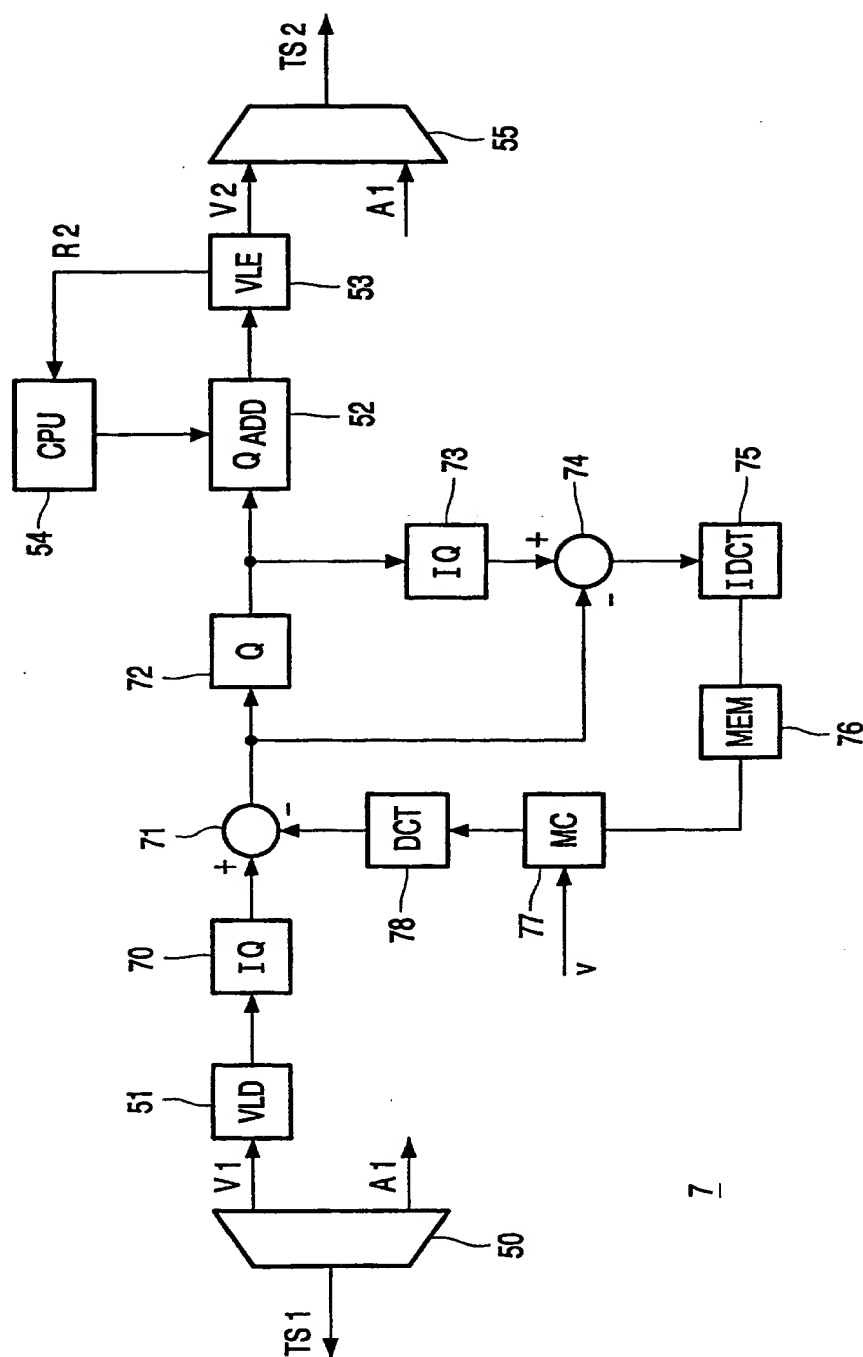 TS1
50
V1
A1
VLD
51
IQ
70
+
71
-
Q
72
Q ADD
52
CPU
54
R2
VLE
53
V2
A1
55
TS2
IQ
73
+
74
-
IDCT
75
MEM
76
MC
77
v
DCT
78
7